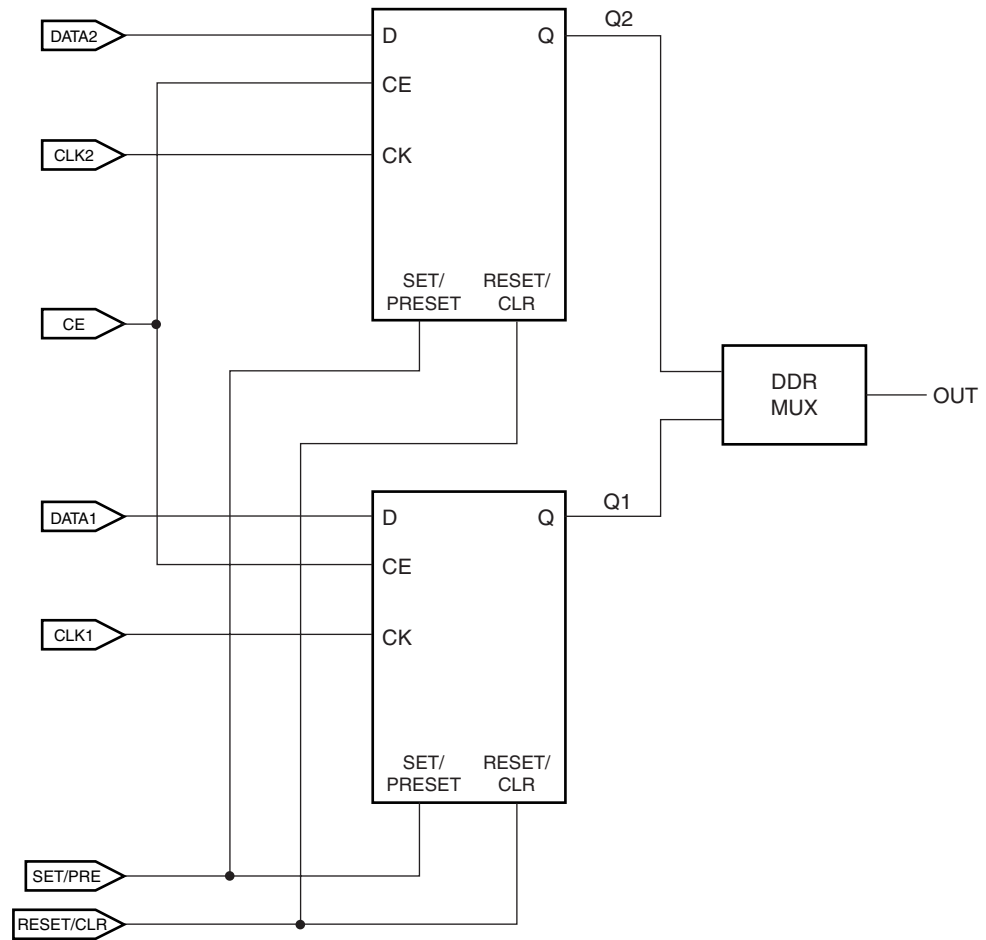 Q2
DATA2
D
Q
CE
CLK2
CK
SET/
PRESET
RESET/
CLR
CE
DDR
MUX
OUT
Q1
DATA1
D
Q
CE
CLK1
CK
SET/
PRESET
RESET/
CLR
SET/PRE
RESET/CLR